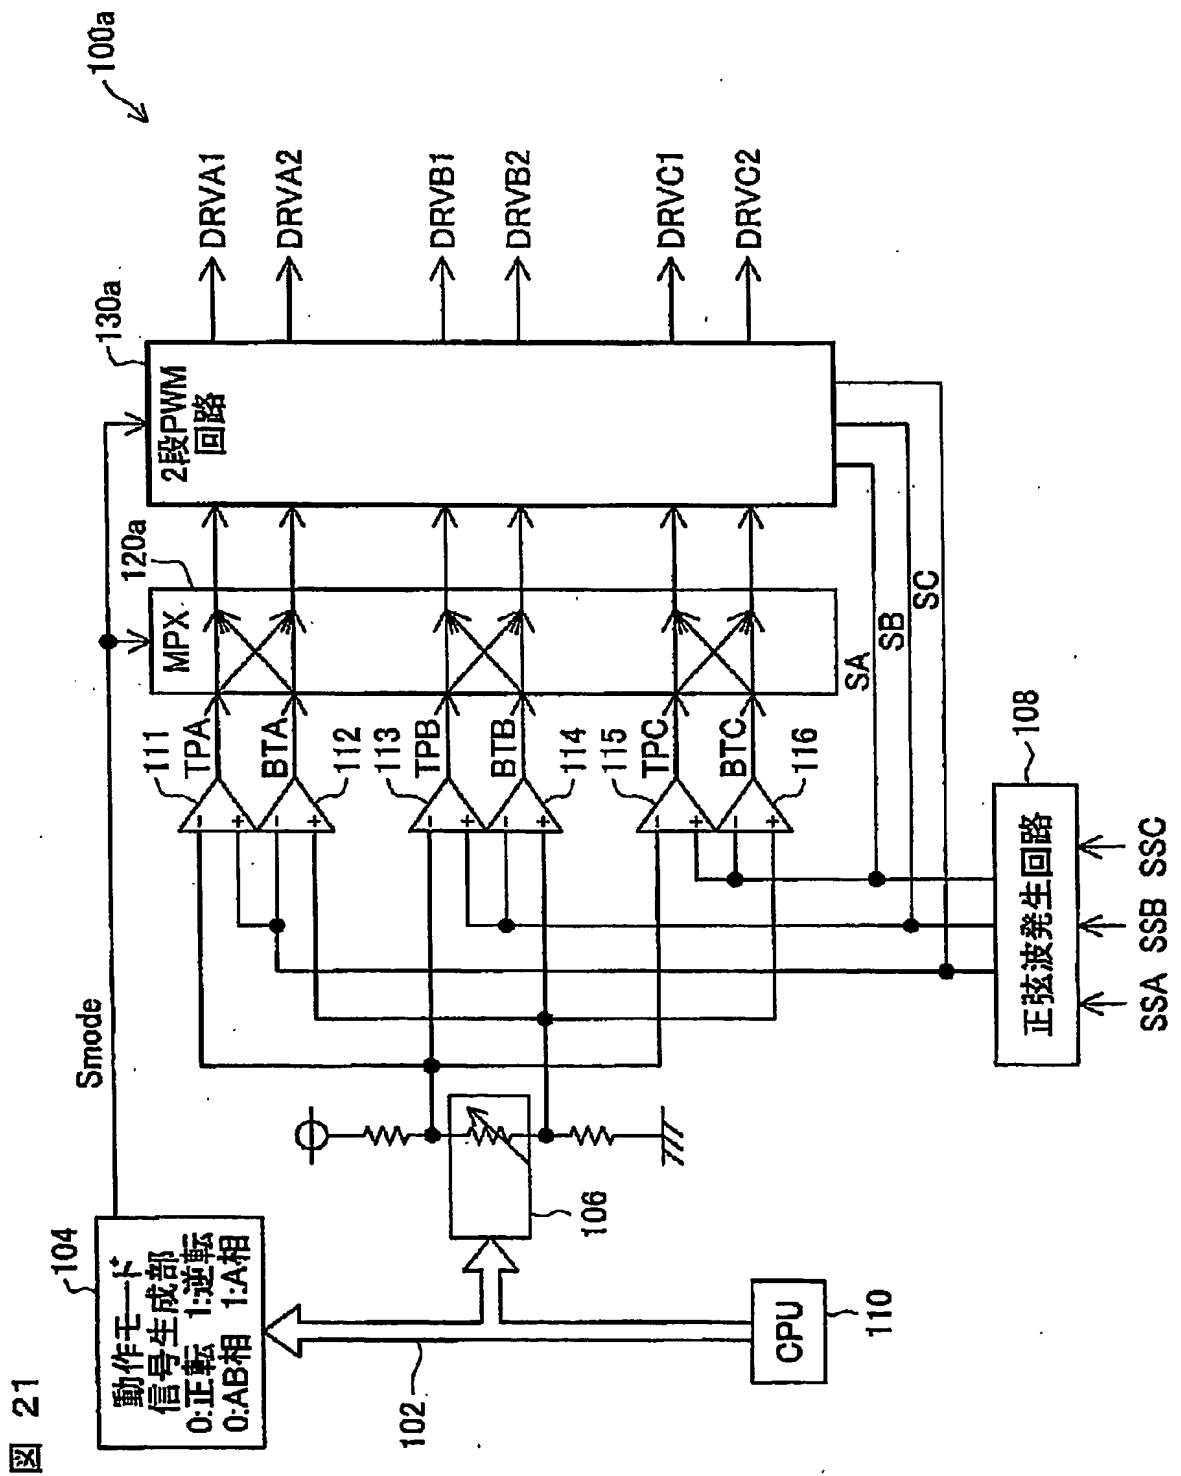 図 21
100a
104
動作モード
信号生成部
0:正転 1:逆転
0:AB相 1:A相
Smode
102
CPU
110
106
111
TPA
BTA
112
113
TPB
BTB
114
115
TPC
BTC
116
MPX
120a
2段PWM
回路
130a
DRVA1
DRVA2
DRVB1
DRVB2
DRVC1
DRVC2
SA
SB
SC
正弦波発生回路
108
SSA SSB SSC
- + - +
- + - +
- + - +